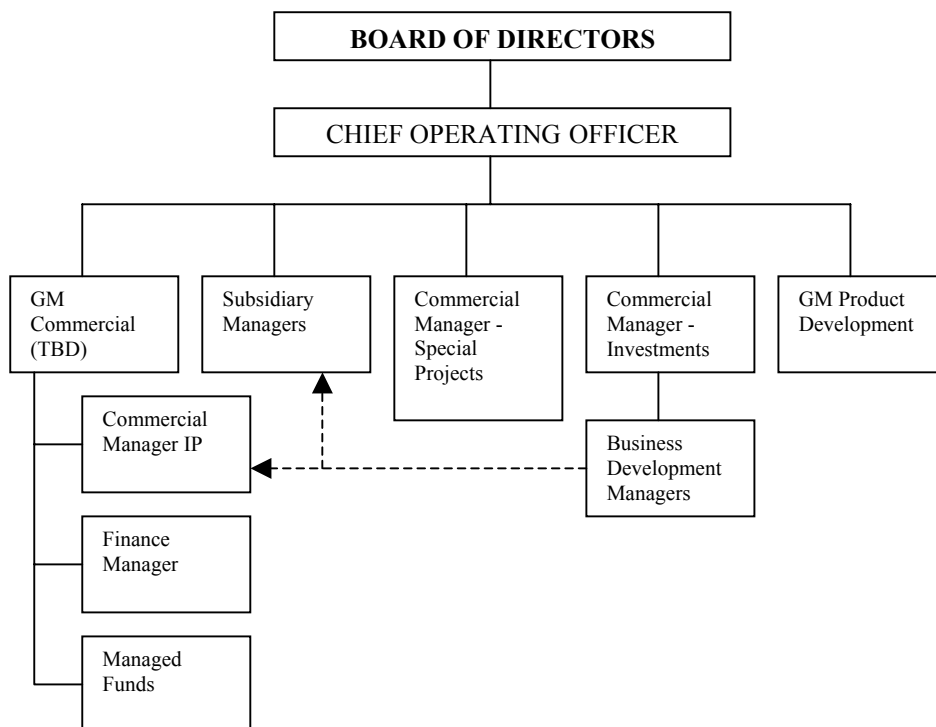 BOARD OF DIRECTORS
CHIEF OPERATING OFFICER
GM
Commercial
(TBD)
Subsidiary
Managers
Commercial
Manager -
Special
Projects
Commercial
Manager -
Investments
GM Product
Development
Commercial
Manager IP
Business
Development
Managers
Finance
Manager
Managed
Funds